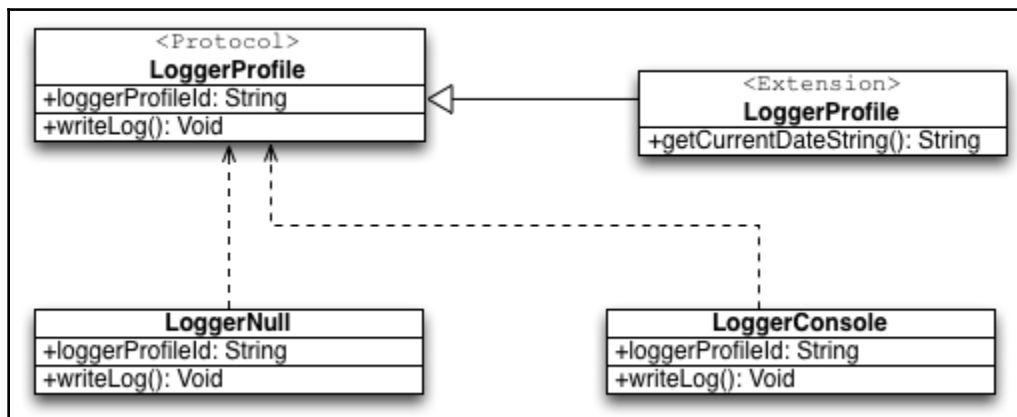 <Protocol>
LoggerProfile
+loggerProfileId: String
+writeLog(): Void
<Extension>
LoggerProfile
+getCurrentDateString(): String
LoggerNull
+loggerProfileId: String
+writeLog(): Void
LoggerConsole
+loggerProfileId: String
+writeLog(): Void